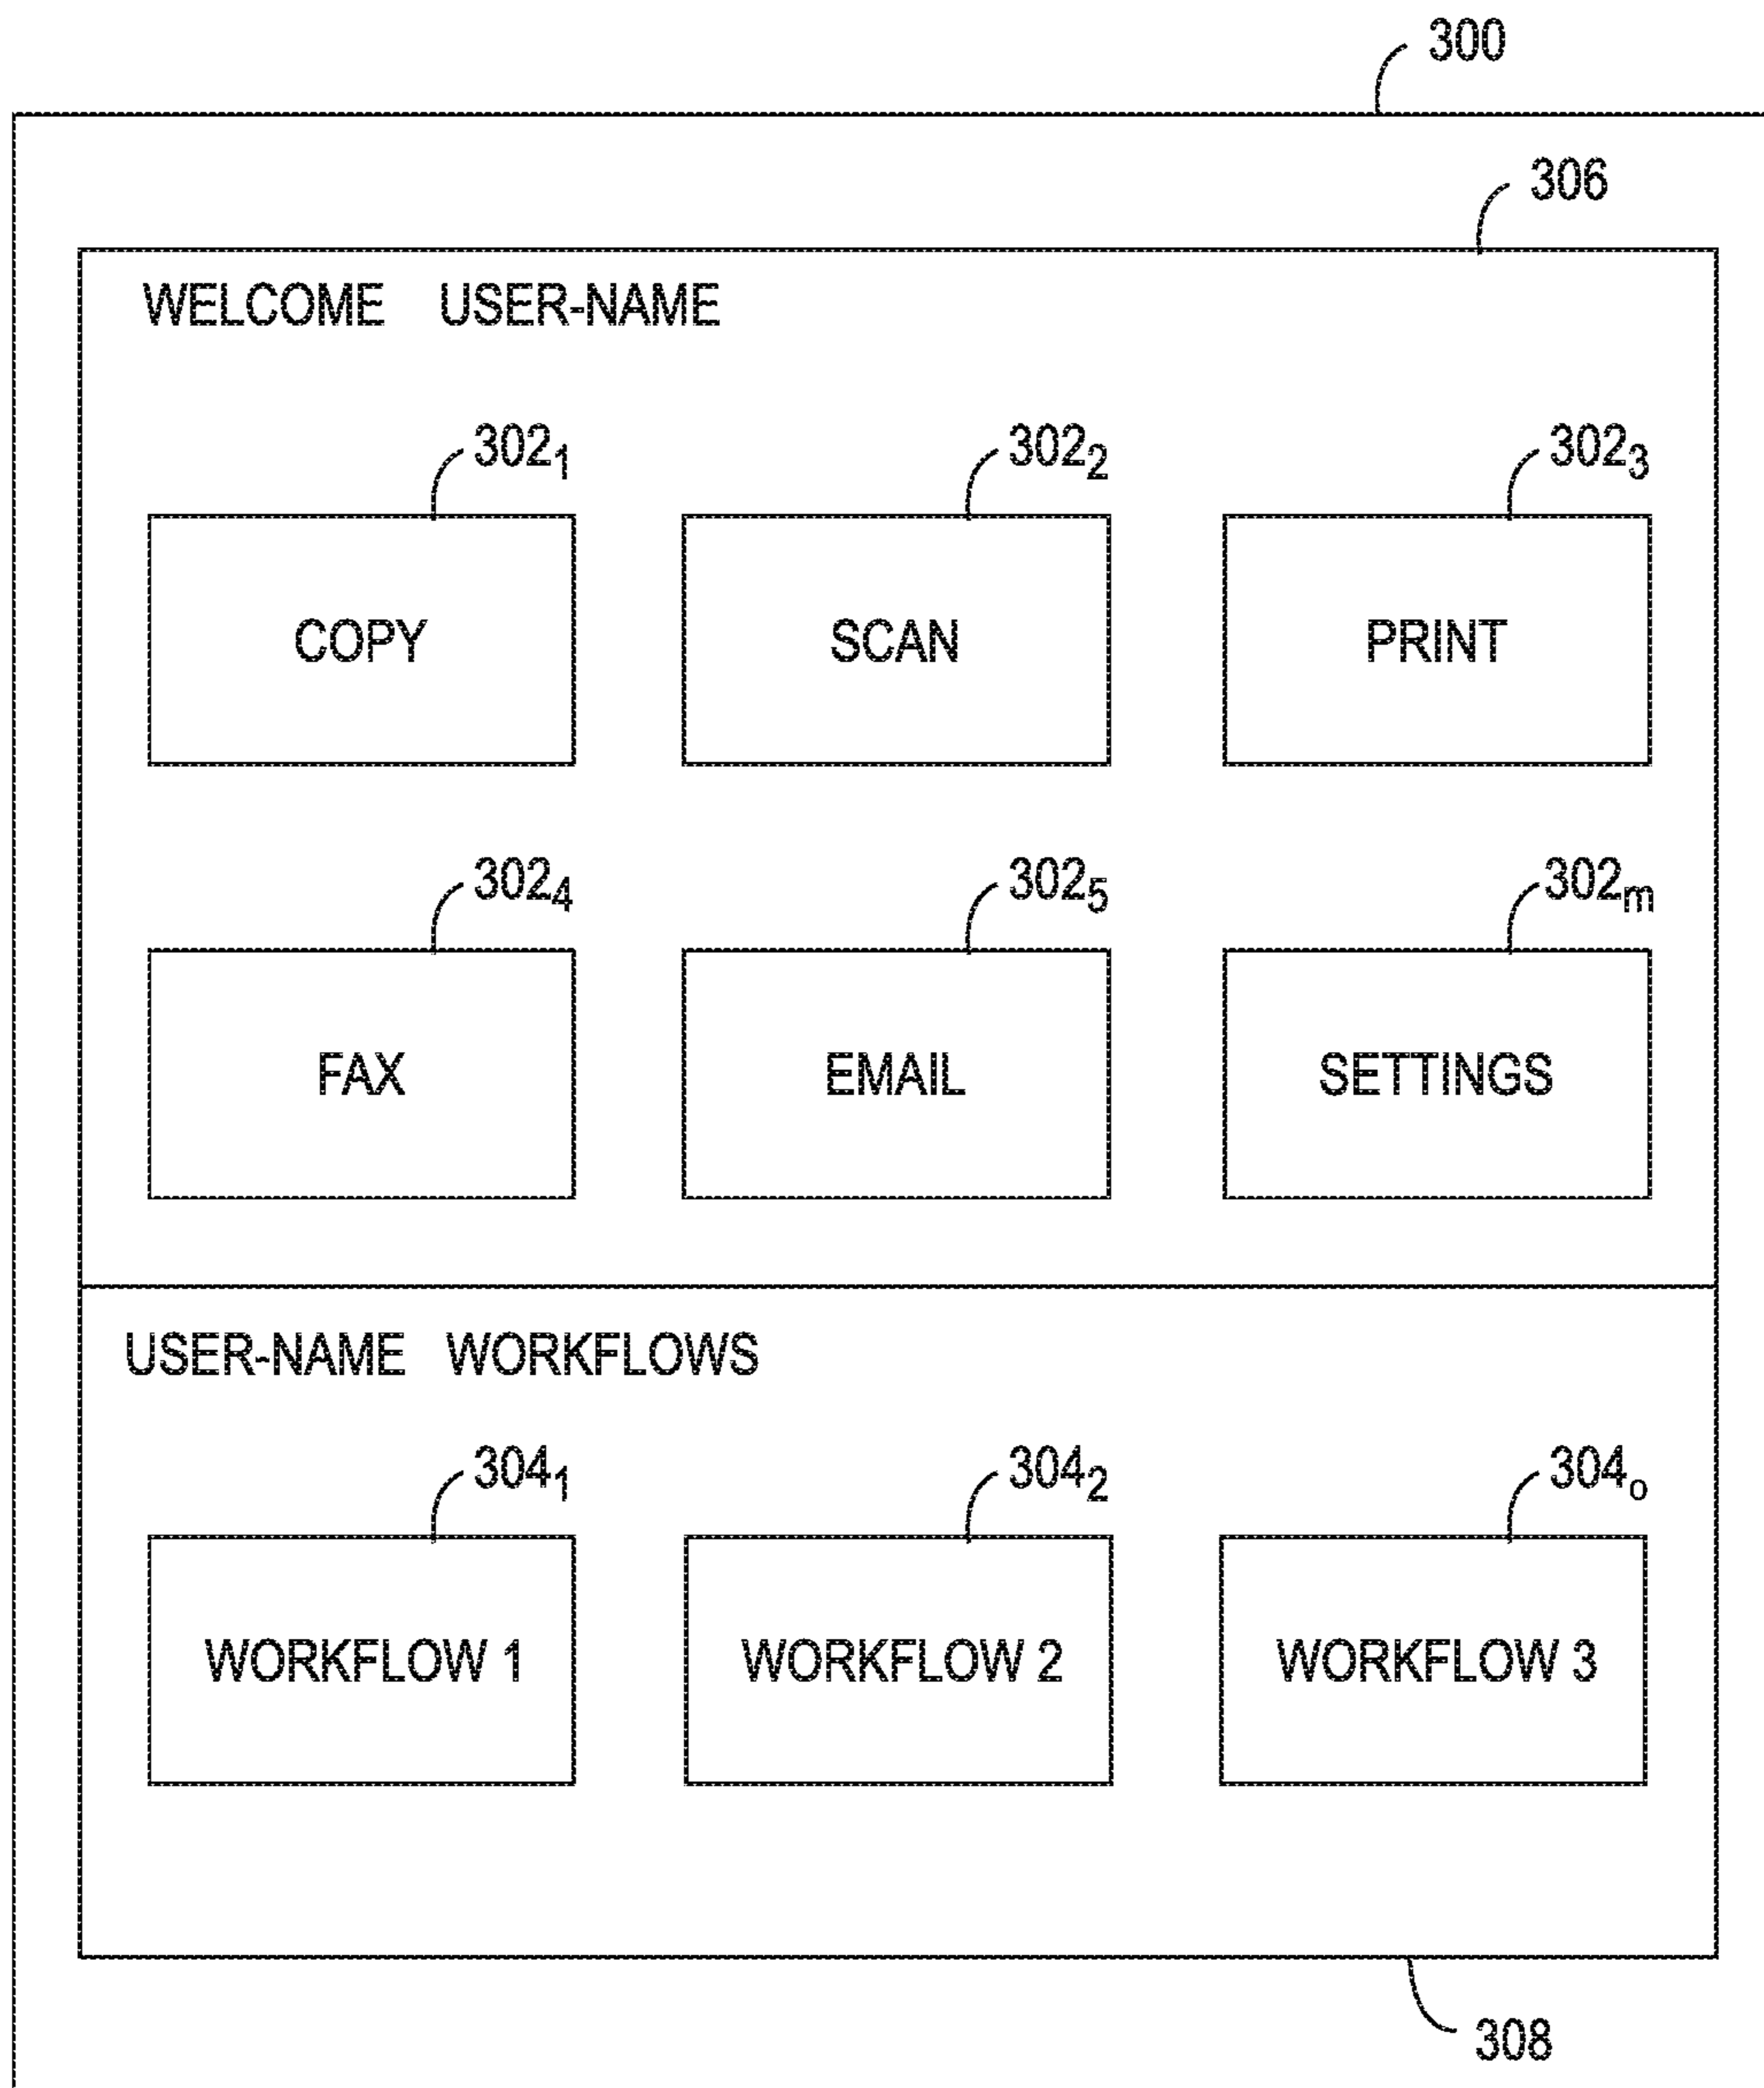 300
306
WELCOME USER-NAME
302₁ 302₂ 302₃
COPY SCAN PRINT
302₄ 302₅ 302ₘ
FAX EMAIL SETTINGS
USER-NAME WORKFLOWS
304₁ 304₂ 304ₒ
WORKFLOW 1 WORKFLOW 2 WORKFLOW 3
308